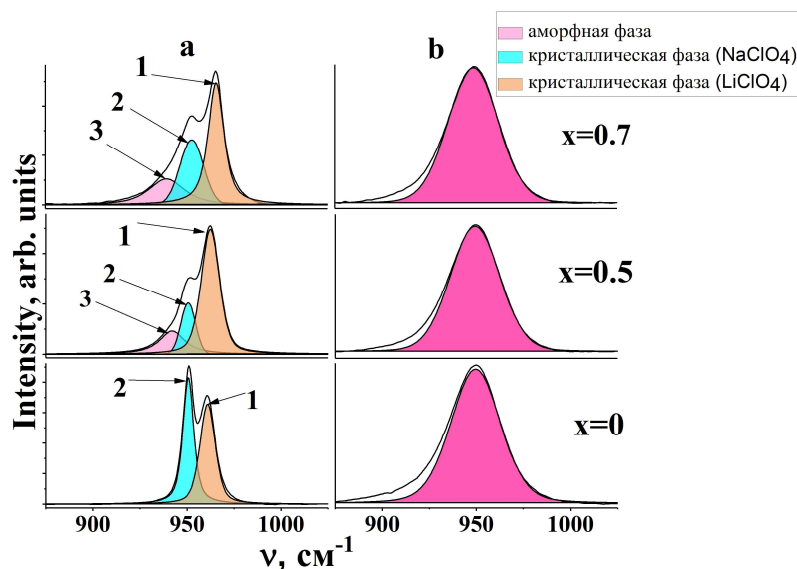 аморфная фаза
кристаллическая фаза (NaClO4)
кристаллическая фаза (LiClO4)
a
b
1
2
3
x=0.7
1
2
3
x=0.5
2
1
x=0
Intensity, arb. units
900 950 1000
900 950 1000
ν, см⁻¹